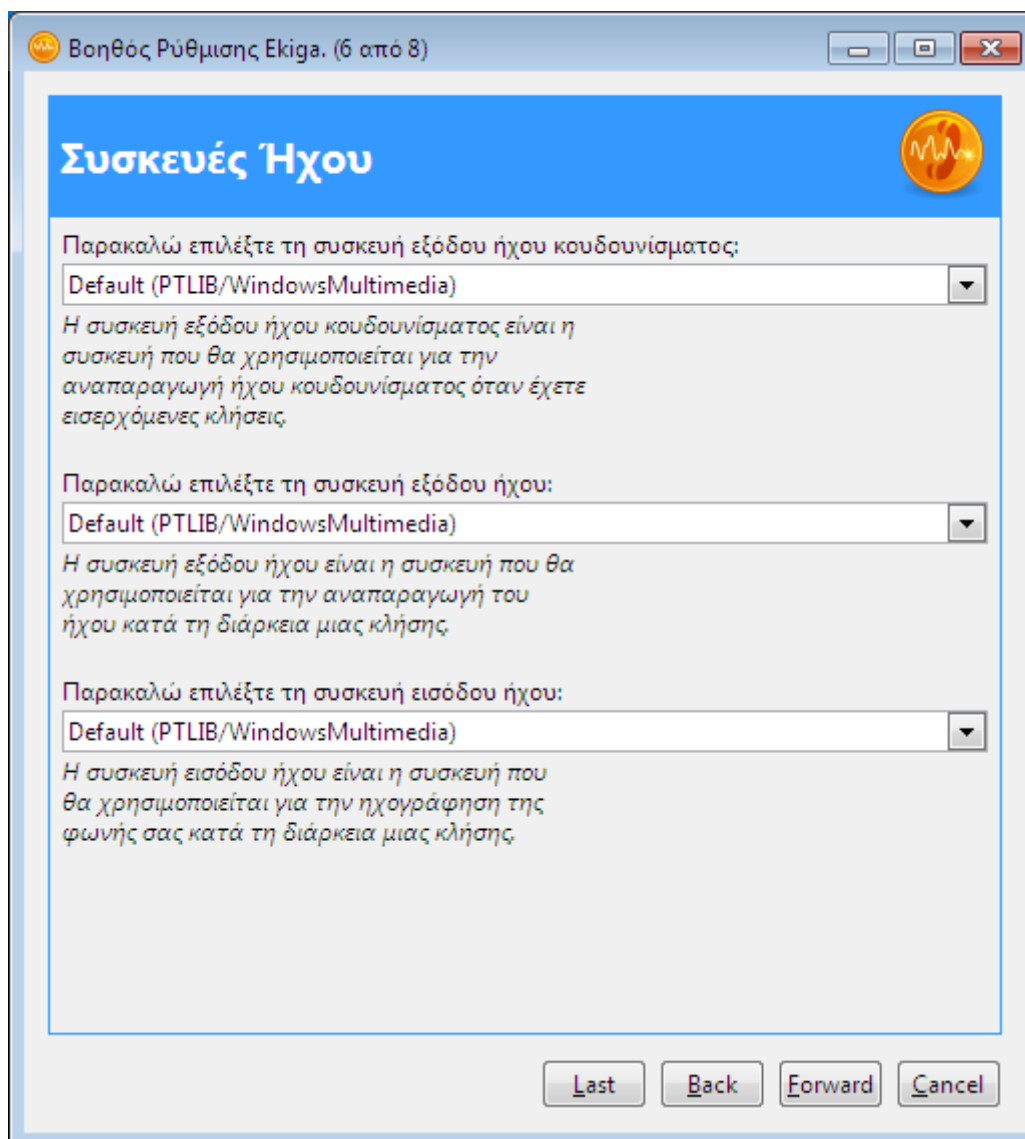 Βοηθός Ρύθμισης Ekiga. (6 από 8)
Συσκευές Ήχου
Παρακαλώ επιλέξτε τη συσκευή εξόδου ήχου κουδουνίσματος:
Default (PTLIB/WindowsMultimedia)
Η συσκευή εξόδου ήχου κουδουνίσματος είναι η
συσκευή που θα χρησιμοποιείται για την
αναπαραγωγή ήχου κουδουνίσματος όταν έχετε
εισερχόμενες κλήσεις.
Παρακαλώ επιλέξτε τη συσκευή εξόδου ήχου:
Default (PTLIB/WindowsMultimedia)
Η συσκευή εξόδου ήχου είναι η συσκευή που θα
χρησιμοποιείται για την αναπαραγωγή του
ήχου κατά τη διάρκεια μιας κλήσης.
Παρακαλώ επιλέξτε τη συσκευή εισόδου ήχου:
Default (PTLIB/WindowsMultimedia)
Η συσκευή εισόδου ήχου είναι η συσκευή που
θα χρησιμοποιείται για την ηχογράφηση της
φωνής σας κατά τη διάρκεια μιας κλήσης.
Last Back Forward Cancel